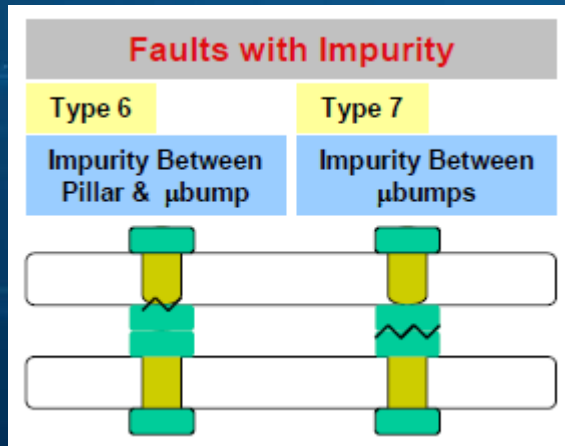 Faults with Impurity
Type 6
Type 7
Impurity Between
Pillar & μbump
Impurity Between
μbumps